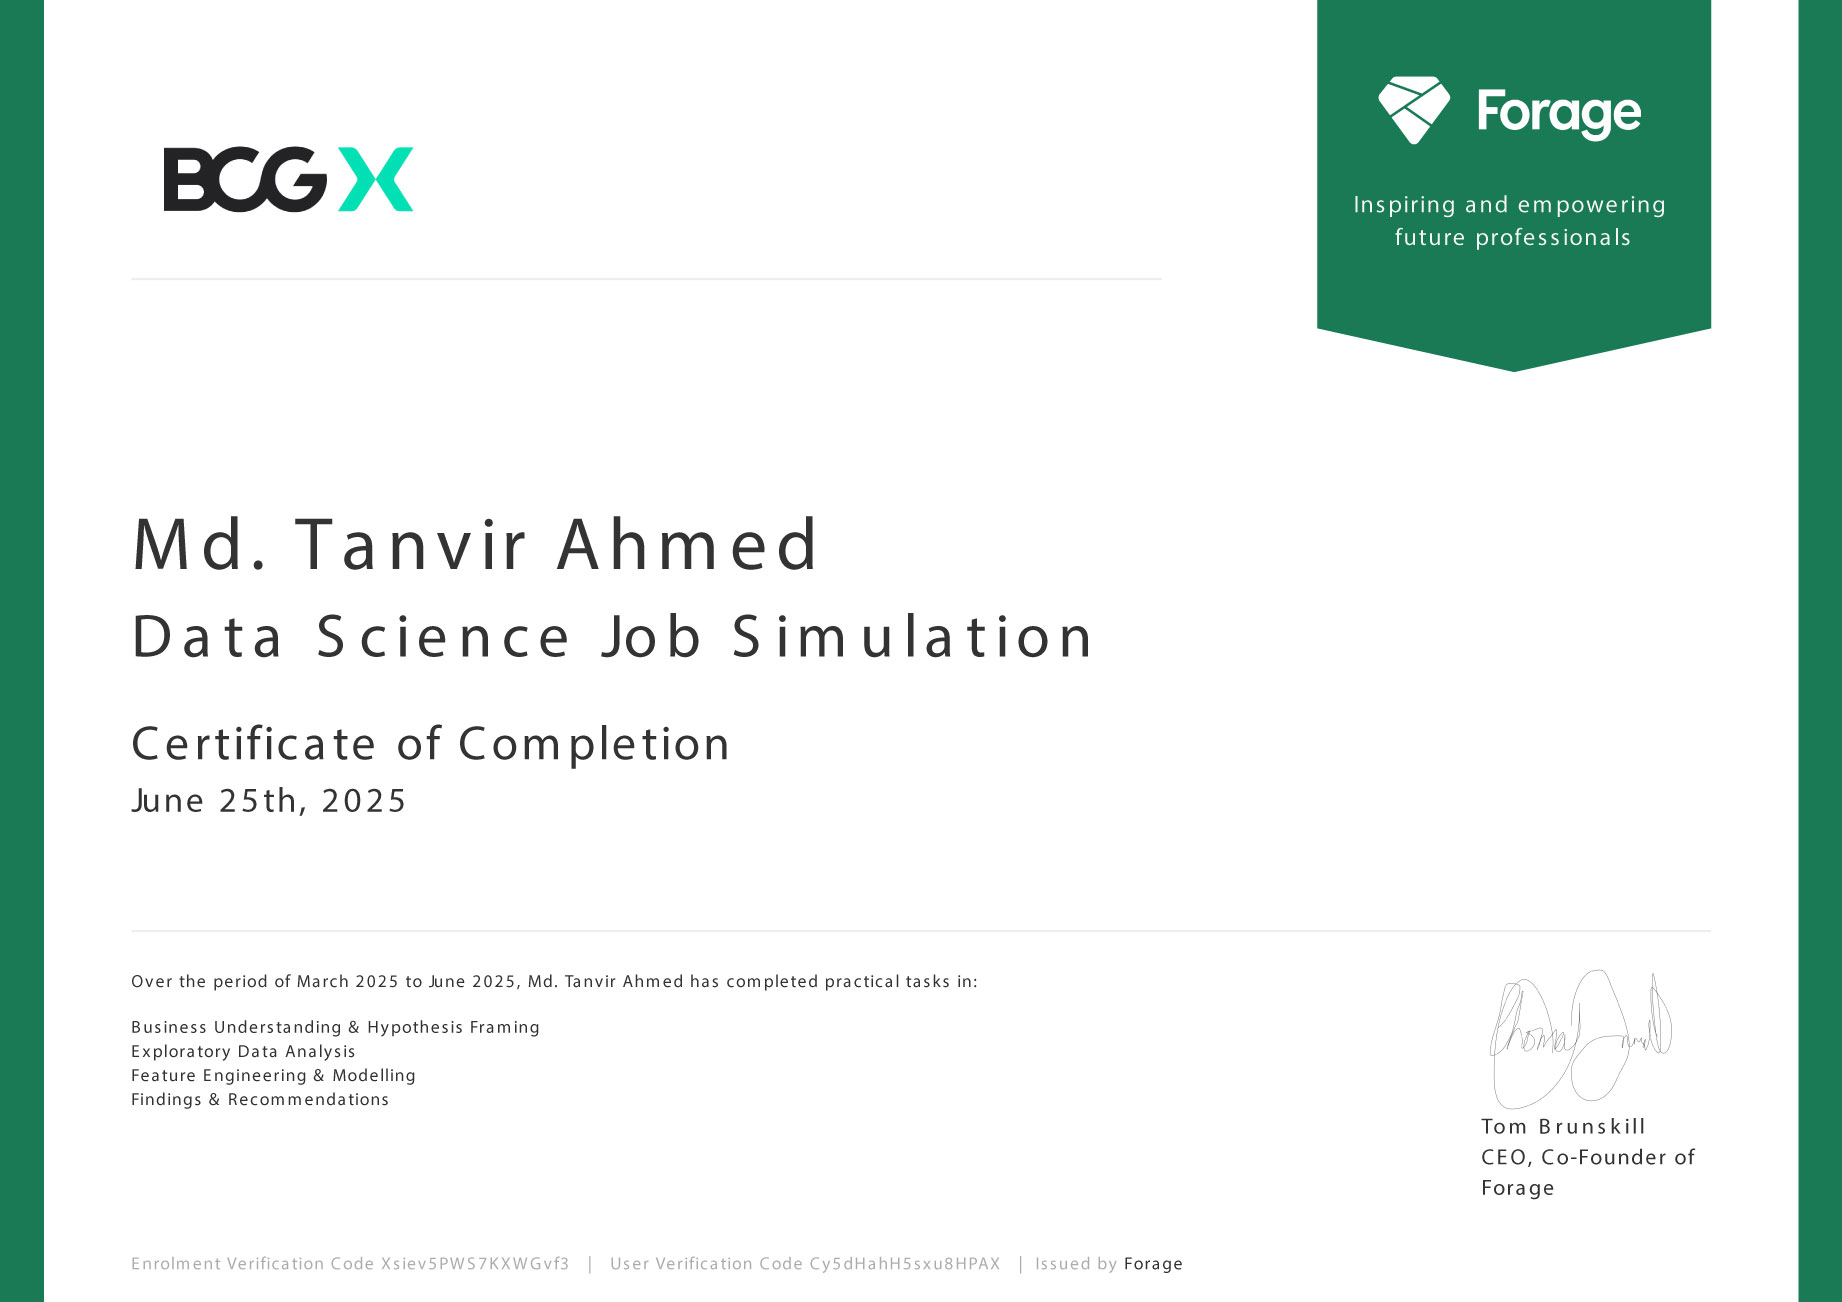 BCG X
Forage
Inspiring and empowering
future professionals
Md. Tanvir Ahmed
Data Science Job Simulation
Certificate of Completion
June 25th, 2025
Over the period of March 2025 to June 2025, Md. Tanvir Ahmed has completed practical tasks in:
Business Understanding & Hypothesis Framing
Exploratory Data Analysis
Feature Engineering & Modelling
Findings & Recommendations
Tom Brunskill
CEO, Co-Founder of
Forage
Enrolment Verification Code Xsiev5PWS7KXWGvf3 | User Verification Code Cy5dHahH5sxu8HPAX | Issued by Forage